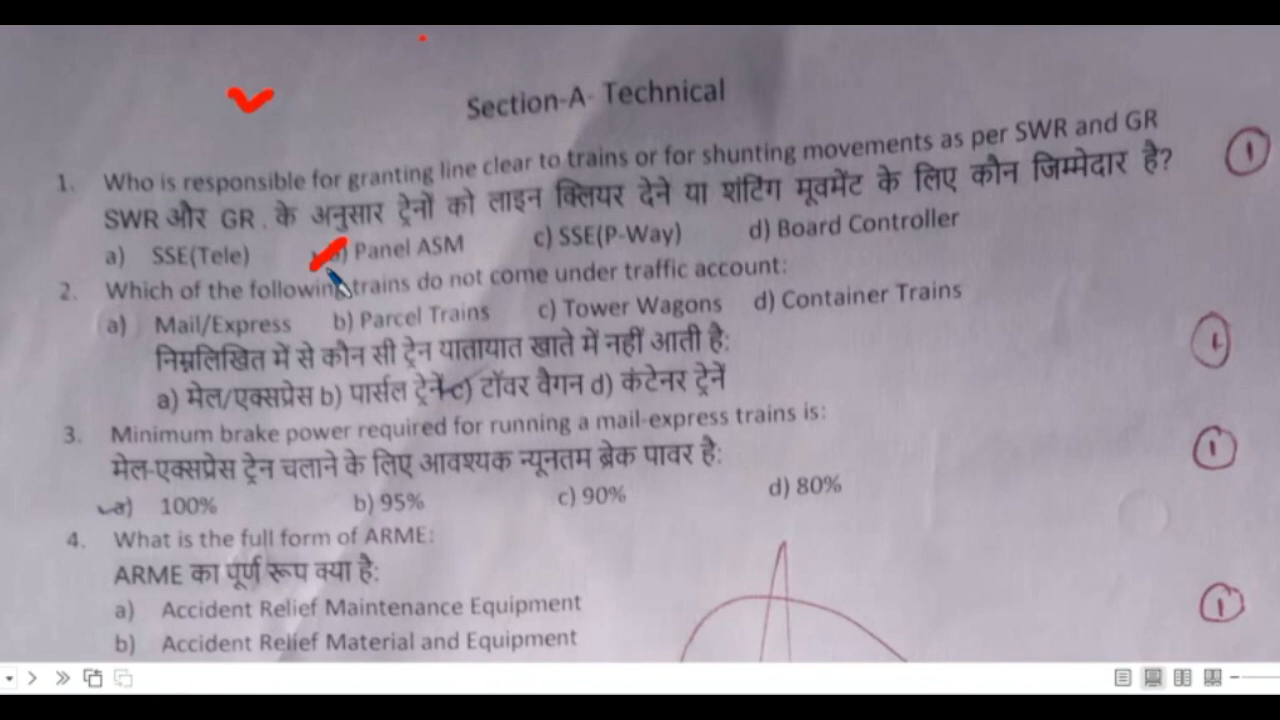 Section-A- Technical
1. Who is responsible for granting line clear to trains or for shunting movements as per SWR and GR
SWR और GR . के अनुसार ट्रेनों को लाइन क्लियर देने या शंटिंग मूवमेंट के लिए कौन जिम्मेदार है?
1
a) SSE(Tele) Panel ASM c) SSE(P-Way) d) Board Controller
2. Which of the following trains do not come under traffic account:
a) Mail/Express b) Parcel Trains c) Tower Wagons d) Container Trains
निम्नलिखित में से कौन सी ट्रेन यातायात खाते में नहीं आती है:
1
a) मेल/एक्सप्रेस b) पार्सल ट्रेनें c) टॉवर वैगन d) कंटेनर ट्रेनें
3. Minimum brake power required for running a mail-express trains is:
मेल-एक्सप्रेस ट्रेन चलाने के लिए आवश्यक न्यूनतम ब्रेक पावर है:
1
a) 100% b) 95% c) 90% d) 80%
4. What is the full form of ARME:
ARME का पूर्ण रूप क्या है:
a) Accident Relief Maintenance Equipment
1
b) Accident Relief Material and Equipment